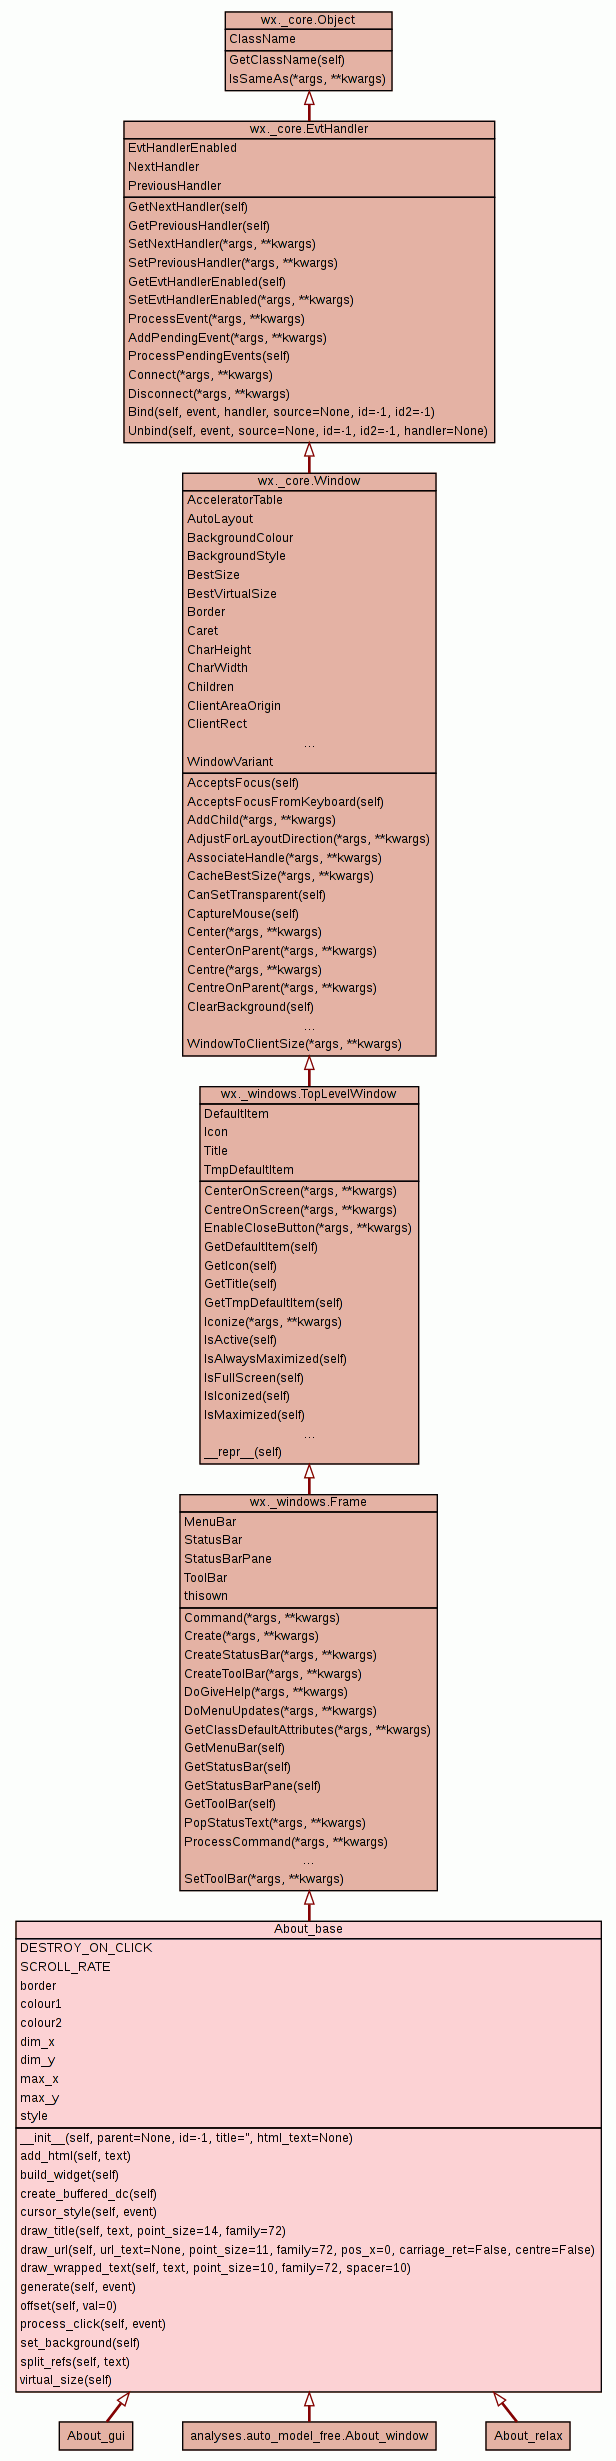 wx._core.Object
ClassName
GetClassName(self)
IsSameAs(*args, **kwargs)
wx._core.EvtHandler
EvtHandlerEnabled
NextHandler
PreviousHandler
GetNextHandler(self)
GetPreviousHandler(self)
SetNextHandler(*args, **kwargs)
SetPreviousHandler(*args, **kwargs)
GetEvtHandlerEnabled(self)
SetEvtHandlerEnabled(*args, **kwargs)
ProcessEvent(*args, **kwargs)
AddPendingEvent(*args, **kwargs)
ProcessPendingEvents(self)
Connect(*args, **kwargs)
Disconnect(*args, **kwargs)
Bind(self, event, handler, source=None, id=-1, id2=-1)
Unbind(self, event, source=None, id=-1, id2=-1, handler=None)
wx._core.Window
AcceleratorTable
AutoLayout
BackgroundColour
BackgroundStyle
BestSize
BestVirtualSize
Border
Caret
CharHeight
CharWidth
Children
ClientAreaOrigin
ClientRect
...
WindowVariant
AcceptsFocus(self)
AcceptsFocusFromKeyboard(self)
AddChild(*args, **kwargs)
AdjustForLayoutDirection(*args, **kwargs)
AssociateHandle(*args, **kwargs)
CacheBestSize(*args, **kwargs)
CanSetTransparent(self)
CaptureMouse(self)
Center(*args, **kwargs)
CenterOnParent(*args, **kwargs)
Centre(*args, **kwargs)
CentreOnParent(*args, **kwargs)
ClearBackground(self)
...
WindowToClientSize(*args, **kwargs)
wx._windows.TopLevelWindow
DefaultItem
Icon
Title
TmpDefaultItem
CenterOnScreen(*args, **kwargs)
CentreOnScreen(*args, **kwargs)
EnableCloseButton(*args, **kwargs)
GetDefaultItem(self)
GetIcon(self)
GetTitle(self)
GetTmpDefaultItem(self)
Iconize(*args, **kwargs)
IsActive(self)
IsAlwaysMaximized(self)
IsFullScreen(self)
IsIconized(self)
IsMaximized(self)
...
__repr__(self)
wx._windows.Frame
MenuBar
StatusBar
StatusBarPane
ToolBar
thisown
Command(*args, **kwargs)
Create(*args, **kwargs)
CreateStatusBar(*args, **kwargs)
CreateToolBar(*args, **kwargs)
DoGiveHelp(*args, **kwargs)
DoMenuUpdates(*args, **kwargs)
GetClassDefaultAttributes(*args, **kwargs)
GetMenuBar(self)
GetStatusBar(self)
GetStatusBarPane(self)
GetToolBar(self)
PopStatusText(*args, **kwargs)
ProcessCommand(*args, **kwargs)
...
SetToolBar(*args, **kwargs)
About_base
DESTROY_ON_CLICK
SCROLL_RATE
border
colour1
colour2
dim_x
dim_y
max_x
max_y
style
__init__(self, parent=None, id=-1, title='', html_text=None)
add_html(self, text)
build_widget(self)
create_buffered_dc(self)
cursor_style(self, event)
draw_title(self, text, point_size=14, family=72)
draw_url(self, url_text=None, point_size=11, family=72, pos_x=0, carriage_ret=False, centre=False)
draw_wrapped_text(self, text, point_size=10, family=72, spacer=10)
generate(self, event)
offset(self, val=0)
process_click(self, event)
set_background(self)
split_refs(self, text)
virtual_size(self)
About_gui
analyses.auto_model_free.About_window
About_relax